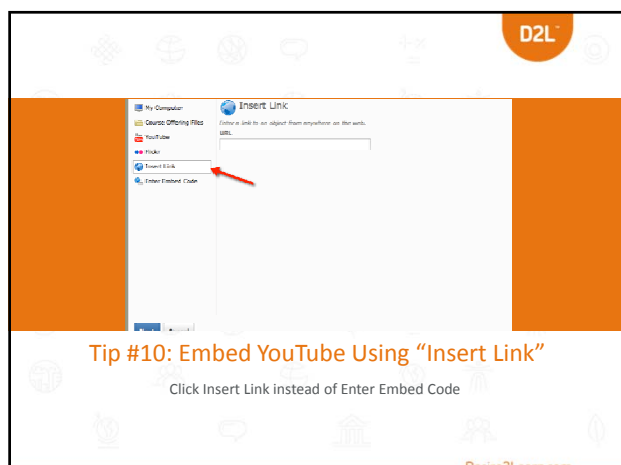 D2L
My Computer
Course Offering Files
YouTube
Flickr
Insert Link
Enter Embed Code
Insert Link
Enter a link to an object from anywhere on the web.
URL
Tip #10: Embed YouTube Using “Insert Link”
Click Insert Link instead of Enter Embed Code